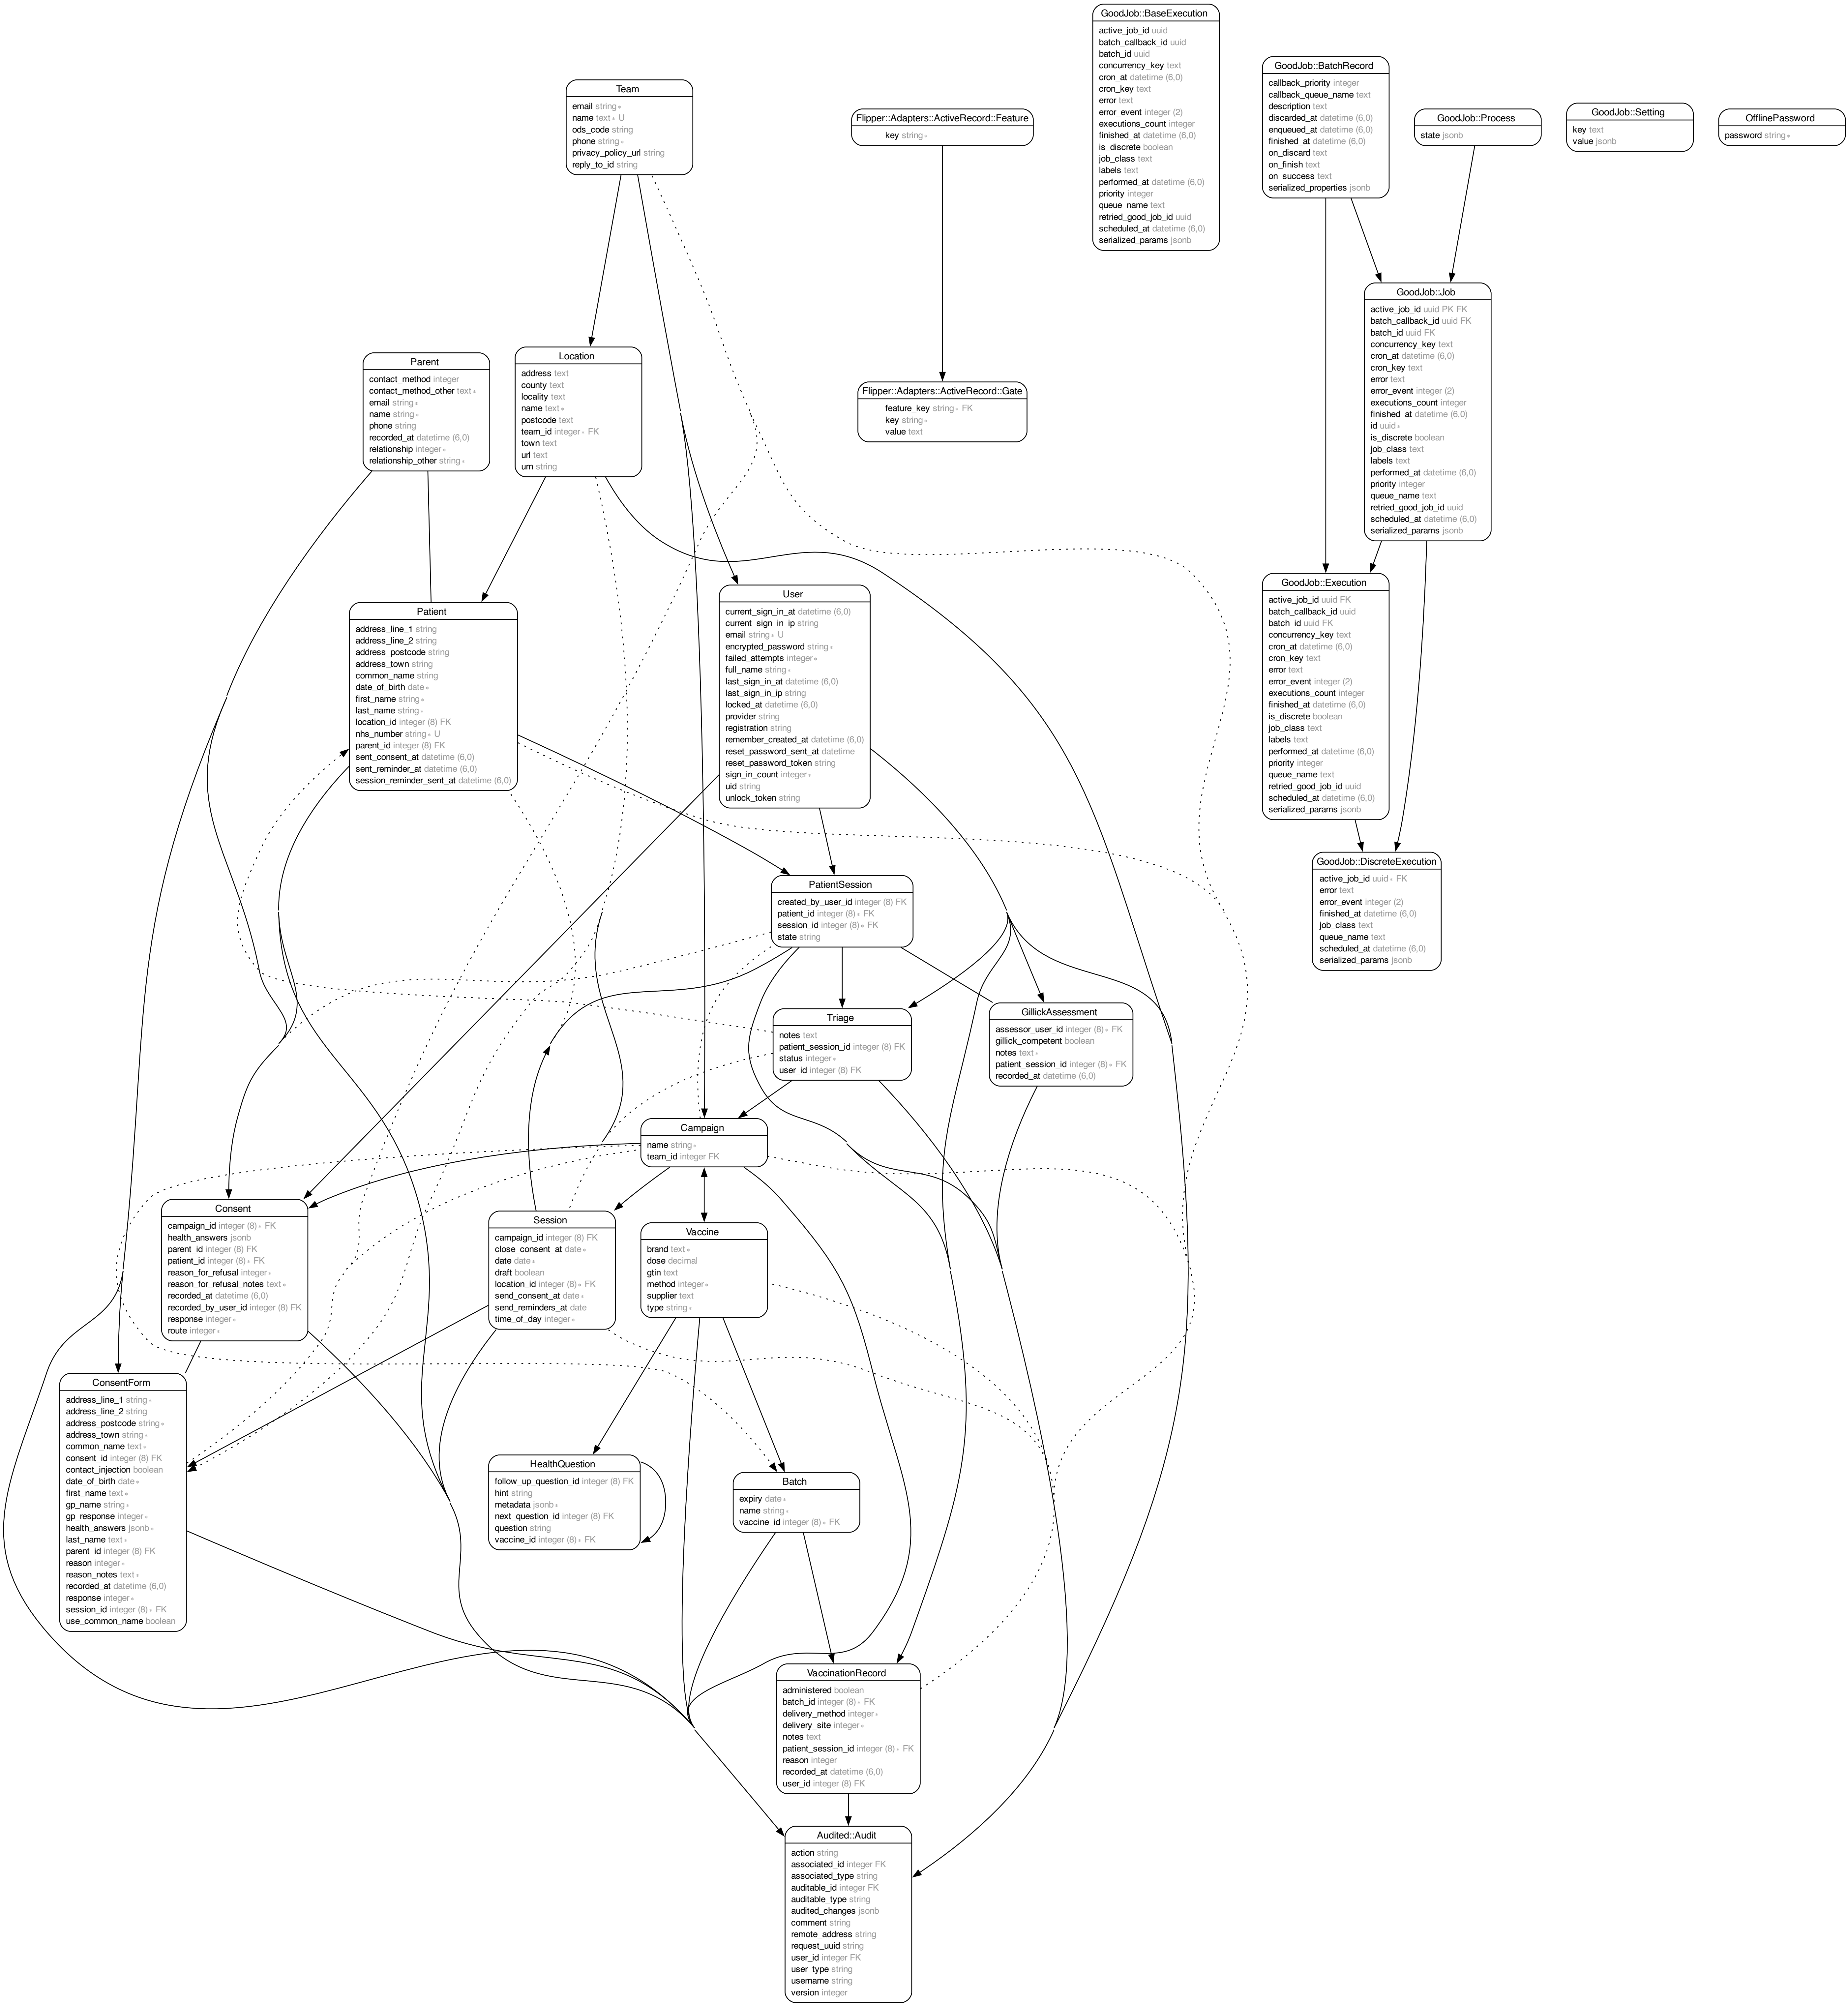 GoodJob::BaseExecution
active_job_id uuid
batch_callback_id uuid
batch_id uuid
concurrency_key text
cron_at datetime (6,0)
cron_key text
error text
error_event integer (2)
executions_count integer
finished_at datetime (6,0)
is_discrete boolean
job_class text
labels text
performed_at datetime (6,0)
priority integer
queue_name text
retried_good_job_id uuid
scheduled_at datetime (6,0)
serialized_params jsonb
GoodJob::BatchRecord
callback_priority integer
callback_queue_name text
description text
discarded_at datetime (6,0)
enqueued_at datetime (6,0)
finished_at datetime (6,0)
on_discard text
on_finish text
on_success text
serialized_properties jsonb
Team
email string ∗
name text ∗ U
ods_code string
phone string ∗
privacy_policy_url string
reply_to_id string
Flipper::Adapters::ActiveRecord::Feature
key string ∗
GoodJob::Process
state jsonb
GoodJob::Setting
key text
value jsonb
OfflinePassword
password string ∗
GoodJob::Job
active_job_id uuid PK FK
batch_callback_id uuid FK
batch_id uuid FK
concurrency_key text
cron_at datetime (6,0)
cron_key text
error text
error_event integer (2)
executions_count integer
finished_at datetime (6,0)
id uuid ∗
is_discrete boolean
job_class text
labels text
performed_at datetime (6,0)
priority integer
queue_name text
retried_good_job_id uuid
scheduled_at datetime (6,0)
serialized_params jsonb
Parent
contact_method integer
contact_method_other text ∗
email string ∗
name string ∗
phone string
recorded_at datetime (6,0)
relationship integer ∗
relationship_other string ∗
Location
address text
county text
locality text
name text ∗
postcode text
team_id integer ∗ FK
town text
url text
urn string
Flipper::Adapters::ActiveRecord::Gate
feature_key string ∗ FK
key string ∗
value text
Patient
address_line_1 string
address_line_2 string
address_postcode string
address_town string
common_name string
date_of_birth date ∗
first_name string ∗
last_name string ∗
location_id integer (8) FK
nhs_number string ∗ U
parent_id integer (8) FK
sent_consent_at datetime (6,0)
sent_reminder_at datetime (6,0)
session_reminder_sent_at datetime (6,0)
User
current_sign_in_at datetime (6,0)
current_sign_in_ip string
email string ∗ U
encrypted_password string ∗
failed_attempts integer ∗
full_name string ∗
last_sign_in_at datetime (6,0)
last_sign_in_ip string
locked_at datetime (6,0)
provider string
registration string
remember_created_at datetime (6,0)
reset_password_sent_at datetime
reset_password_token string
sign_in_count integer ∗
uid string
unlock_token string
GoodJob::Execution
active_job_id uuid FK
batch_callback_id uuid
batch_id uuid FK
concurrency_key text
cron_at datetime (6,0)
cron_key text
error text
error_event integer (2)
executions_count integer
finished_at datetime (6,0)
is_discrete boolean
job_class text
labels text
performed_at datetime (6,0)
priority integer
queue_name text
retried_good_job_id uuid
scheduled_at datetime (6,0)
serialized_params jsonb
GoodJob::DiscreteExecution
active_job_id uuid ∗ FK
error text
error_event integer (2)
finished_at datetime (6,0)
job_class text
queue_name text
scheduled_at datetime (6,0)
serialized_params jsonb
PatientSession
created_by_user_id integer (8) FK
patient_id integer (8) ∗ FK
session_id integer (8) ∗ FK
state string
Triage
notes text
patient_session_id integer (8) FK
status integer ∗
user_id integer (8) FK
GillickAssessment
assessor_user_id integer (8) ∗ FK
gillick_competent boolean
notes text ∗
patient_session_id integer (8) ∗ FK
recorded_at datetime (6,0)
Campaign
name string ∗
team_id integer FK
Consent
campaign_id integer (8) ∗ FK
health_answers jsonb
parent_id integer (8) FK
patient_id integer (8) ∗ FK
reason_for_refusal integer ∗
reason_for_refusal_notes text ∗
recorded_at datetime (6,0)
recorded_by_user_id integer (8) FK
response integer ∗
route integer ∗
Session
campaign_id integer (8) FK
close_consent_at date ∗
date date ∗
draft boolean
location_id integer (8) ∗ FK
send_consent_at date ∗
send_reminders_at date
time_of_day integer ∗
Vaccine
brand text ∗
dose decimal
gtin text
method integer ∗
supplier text
type string ∗
ConsentForm
address_line_1 string ∗
address_line_2 string
address_postcode string ∗
address_town string ∗
common_name text ∗
consent_id integer (8) FK
contact_injection boolean
date_of_birth date ∗
first_name text ∗
gp_name string ∗
gp_response integer ∗
health_answers jsonb ∗
last_name text ∗
parent_id integer (8) FK
reason integer ∗
reason_notes text ∗
recorded_at datetime (6,0)
response integer ∗
session_id integer (8) ∗ FK
use_common_name boolean
HealthQuestion
follow_up_question_id integer (8) FK
hint string
metadata jsonb ∗
next_question_id integer (8) FK
question string
vaccine_id integer (8) ∗ FK
Batch
expiry date ∗
name string ∗
vaccine_id integer (8) ∗ FK
VaccinationRecord
administered boolean
batch_id integer (8) ∗ FK
delivery_method integer ∗
delivery_site integer ∗
notes text
patient_session_id integer (8) ∗ FK
reason integer
recorded_at datetime (6,0)
user_id integer (8) FK
Audited::Audit
action string
associated_id integer FK
associated_type string
auditable_id integer FK
auditable_type string
audited_changes jsonb
comment string
remote_address string
request_uuid string
user_id integer FK
user_type string
username string
version integer